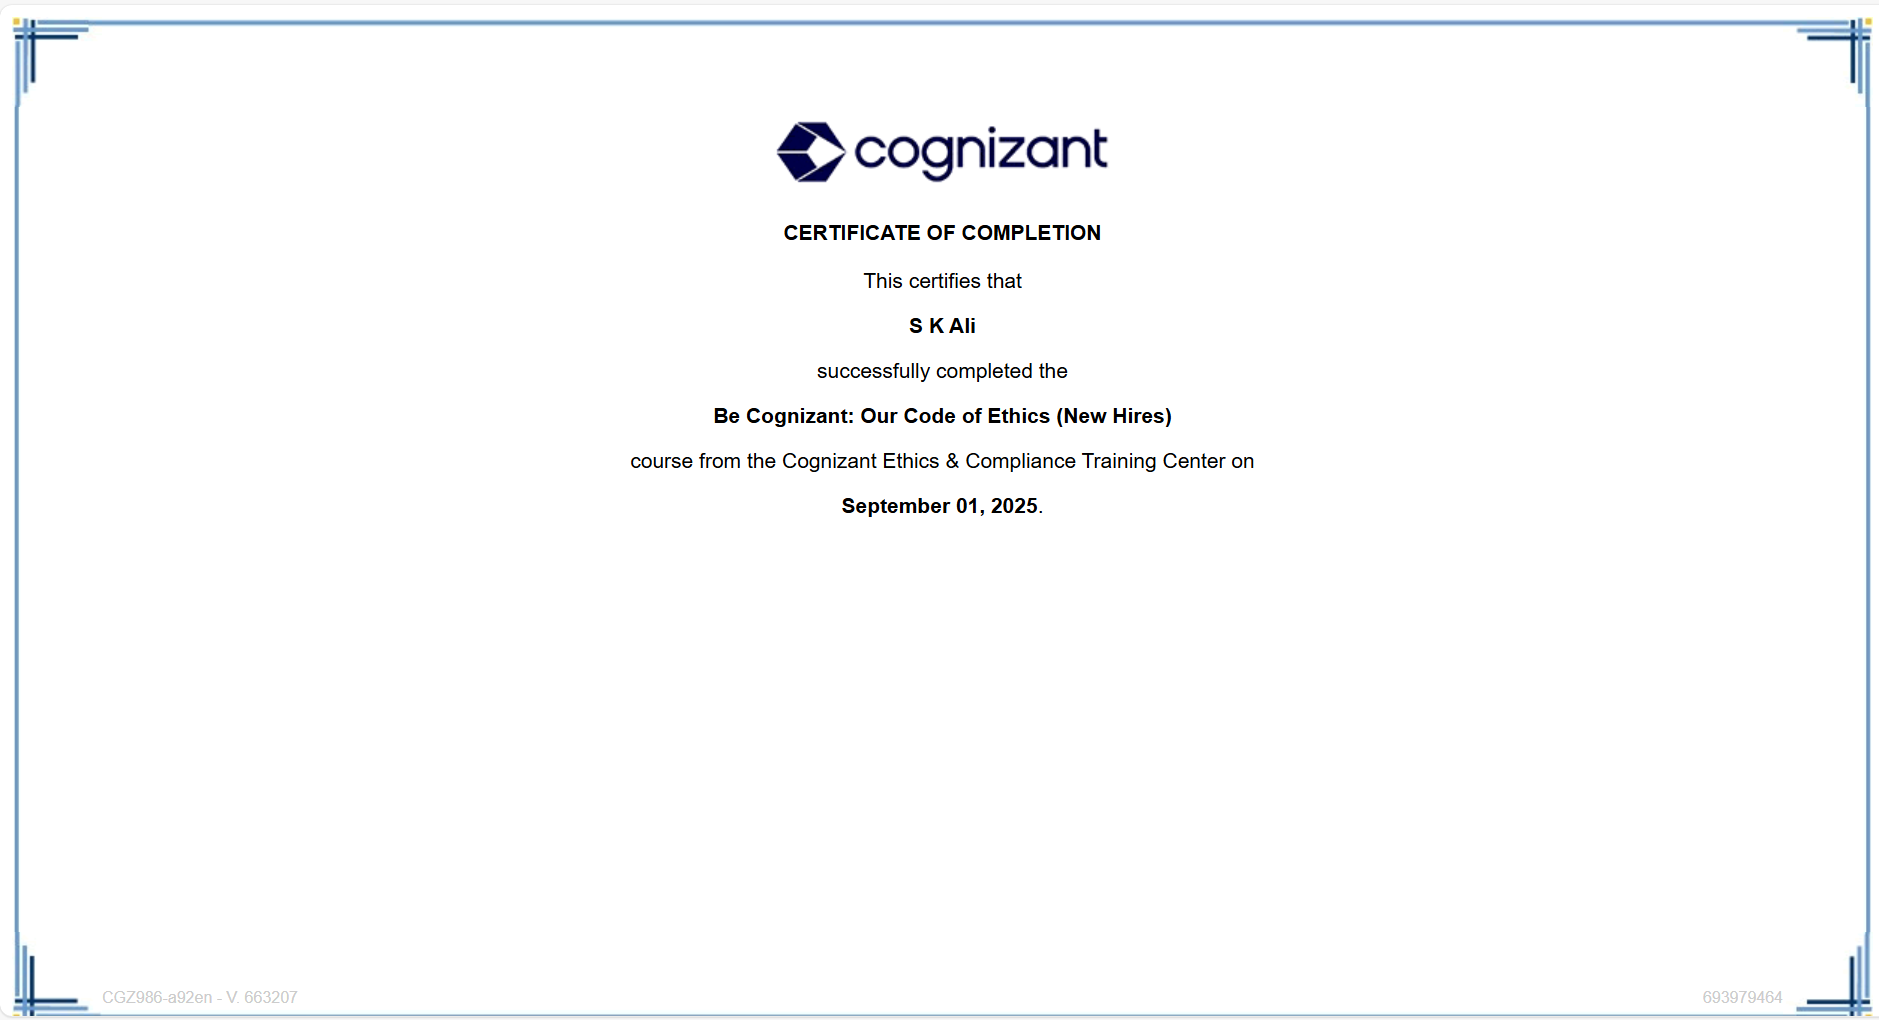 cognizant
CERTIFICATE OF COMPLETION
This certifies that
S K Ali
successfully completed the
Be Cognizant: Our Code of Ethics (New Hires)
course from the Cognizant Ethics & Compliance Training Center on
September 01, 2025.
CGZ986-a92en - V. 663207
693979464